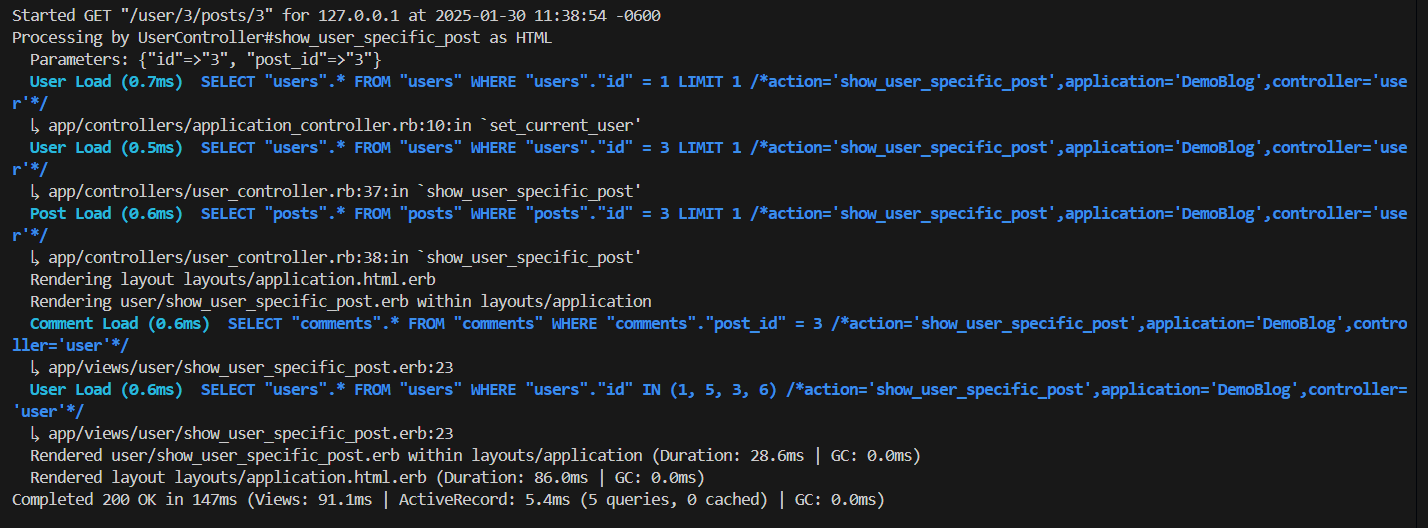 Started GET "/user/3/posts/3" for 127.0.0.1 at 2025-01-30 11:38:54 -0600
Processing by UserController#show_user_specific_post as HTML
  Parameters: {"id"=>"3", "post_id"=>"3"}
  User Load (0.7ms)  SELECT "users".* FROM "users" WHERE "users"."id" = 1 LIMIT 1 /*action='show_user_specific_post',application='DemoBlog',controller='use
r'*/
  ↳ app/controllers/application_controller.rb:10:in `set_current_user'
  User Load (0.5ms)  SELECT "users".* FROM "users" WHERE "users"."id" = 3 LIMIT 1 /*action='show_user_specific_post',application='DemoBlog',controller='use
r'*/
  ↳ app/controllers/user_controller.rb:37:in `show_user_specific_post'
  Post Load (0.6ms)  SELECT "posts".* FROM "posts" WHERE "posts"."id" = 3 LIMIT 1 /*action='show_user_specific_post',application='DemoBlog',controller='use
r'*/
  ↳ app/controllers/user_controller.rb:38:in `show_user_specific_post'
  Rendering layout layouts/application.html.erb
  Rendering user/show_user_specific_post.erb within layouts/application
  Comment Load (0.6ms)  SELECT "comments".* FROM "comments" WHERE "comments"."post_id" = 3 /*action='show_user_specific_post',application='DemoBlog',contro
ller='user'*/
  ↳ app/views/user/show_user_specific_post.erb:23
  User Load (0.6ms)  SELECT "users".* FROM "users" WHERE "users"."id" IN (1, 5, 3, 6) /*action='show_user_specific_post',application='DemoBlog',controller=
'user'*/
  ↳ app/views/user/show_user_specific_post.erb:23
  Rendered user/show_user_specific_post.erb within layouts/application (Duration: 28.6ms | GC: 0.0ms)
  Rendered layout layouts/application.html.erb (Duration: 86.0ms | GC: 0.0ms)
Completed 200 OK in 147ms (Views: 91.1ms | ActiveRecord: 5.4ms (5 queries, 0 cached) | GC: 0.0ms)